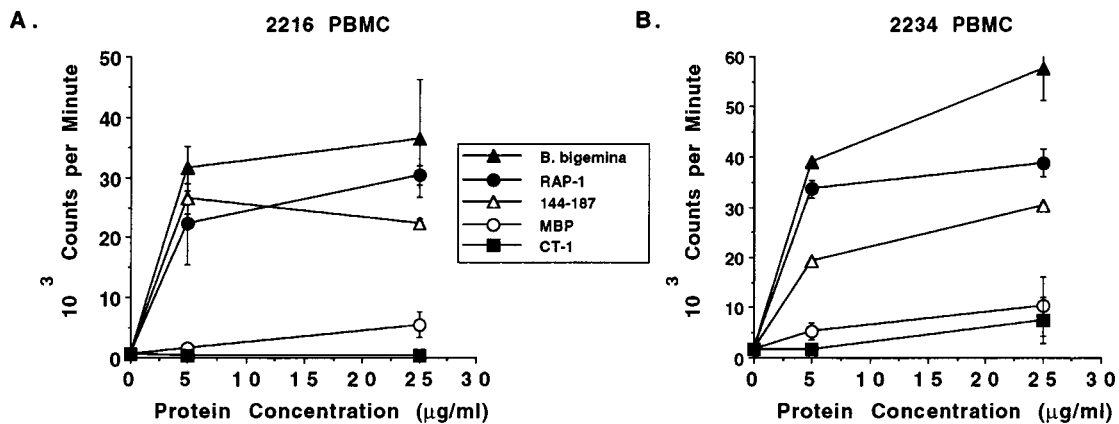 A.
2216 PBMC
10 3 Counts per Minute
50
40
30
20
10
0
0 5 10 15 20 25 30
Protein Concentration (µg/ml)
B. bigemina
RAP-1
144-187
MBP
CT-1
B.
2234 PBMC
10 3 Counts per Minute
60
50
40
30
20
10
0
0 5 10 15 20 25 30
Protein Concentration (µg/ml)